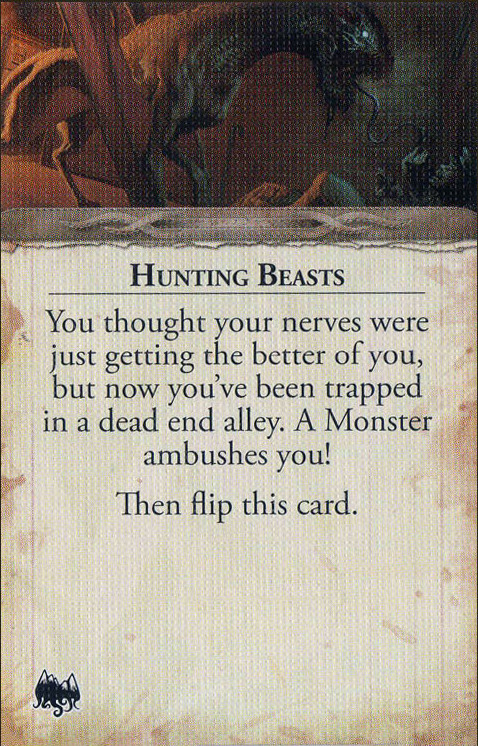 HUNTING BEASTS
You thought your nerves were
just getting the better of you,
but now you've been trapped
in a dead end alley. A Monster
ambushes you!
Then flip this card.